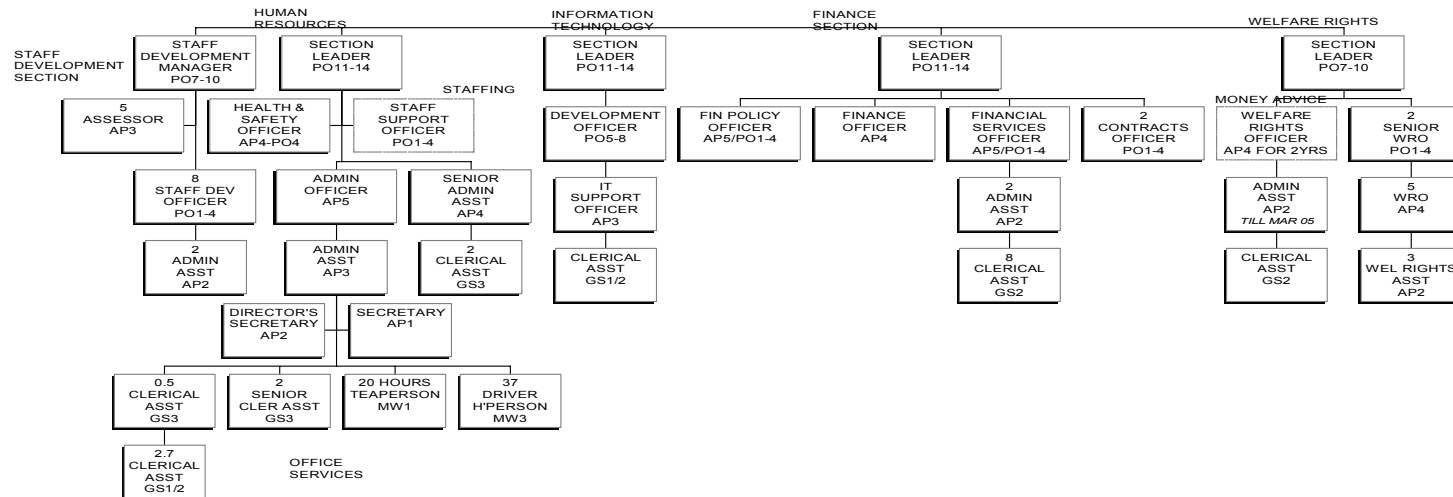 HUMAN
RESOURCES
INFORMATION
TECHNOLOGY
FINANCE
SECTION
WELFARE RIGHTS
STAFF
DEVELOPMENT
SECTION
STAFF
DEVELOPMENT
MANAGER
PO7-10
SECTION
LEADER
PO11-14
SECTION
LEADER
PO11-14
SECTION
LEADER
PO11-14
SECTION
LEADER
PO7-10
STAFFING
MONEY ADVICE
5
ASSESSOR
AP3
HEALTH &
SAFETY
OFFICER
AP4-PO4
STAFF
SUPPORT
OFFICER
PO1-4
DEVELOPMENT
OFFICER
PO5-8
FIN POLICY
OFFICER
AP5/PO1-4
FINANCE
OFFICER
AP4
FINANCIAL
SERVICES
OFFICER
AP5/PO1-4
2
CONTRACTS
OFFICER
PO1-4
WELFARE
RIGHTS
OFFICER
AP4 FOR 2YRS
2
SENIOR
WRO
PO1-4
8
STAFF DEV
OFFICER
PO1-4
ADMIN
OFFICER
AP5
SENIOR
ADMIN
ASST
AP4
IT
SUPPORT
OFFICER
AP3
2
ADMIN
ASST
AP2
ADMIN
ASST
AP2
TILL MAR 05
5
WRO
AP4
2
ADMIN
ASST
AP2
ADMIN
ASST
AP3
2
CLERICAL
ASST
GS3
CLERICAL
ASST
GS1/2
8
CLERICAL
ASST
GS2
CLERICAL
ASST
GS2
3
WEL RIGHTS
ASST
AP2
DIRECTOR'S
SECRETARY
AP2
SECRETARY
AP1
0.5
CLERICAL
ASST
GS3
2
SENIOR
CLER ASST
GS3
20 HOURS
TEAPERSON
MW1
37
DRIVER
H'PERSON
MW3
2.7
CLERICAL
ASST
GS1/2
OFFICE
SERVICES